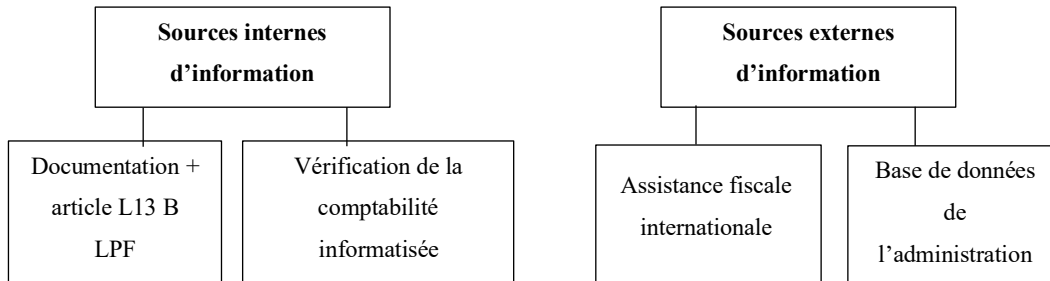 Sources internes
d’information
Sources externes
d’information
Documentation +
article L13 B
LPF
Vérification de la
comptabilité
informatisée
Assistance fiscale
internationale
Base de données
de
l’administration